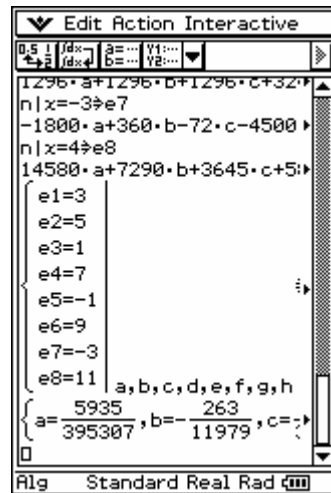 Edit Action Interactive
1296·a+1296·b+1296·c+32·
n|x=-3⇒e7
-1800·a+360·b-72·c-4500
n|x=4⇒e8
14580·a+7290·b+3645·c+5
e1=3
e2=5
e3=1
e4=7
e5=-1
e6=9
e7=-3
e8=11 | a,b,c,d,e,f,g,h
{a=5935/395307, b=-263/11979, c=
Alg Standard Real Rad